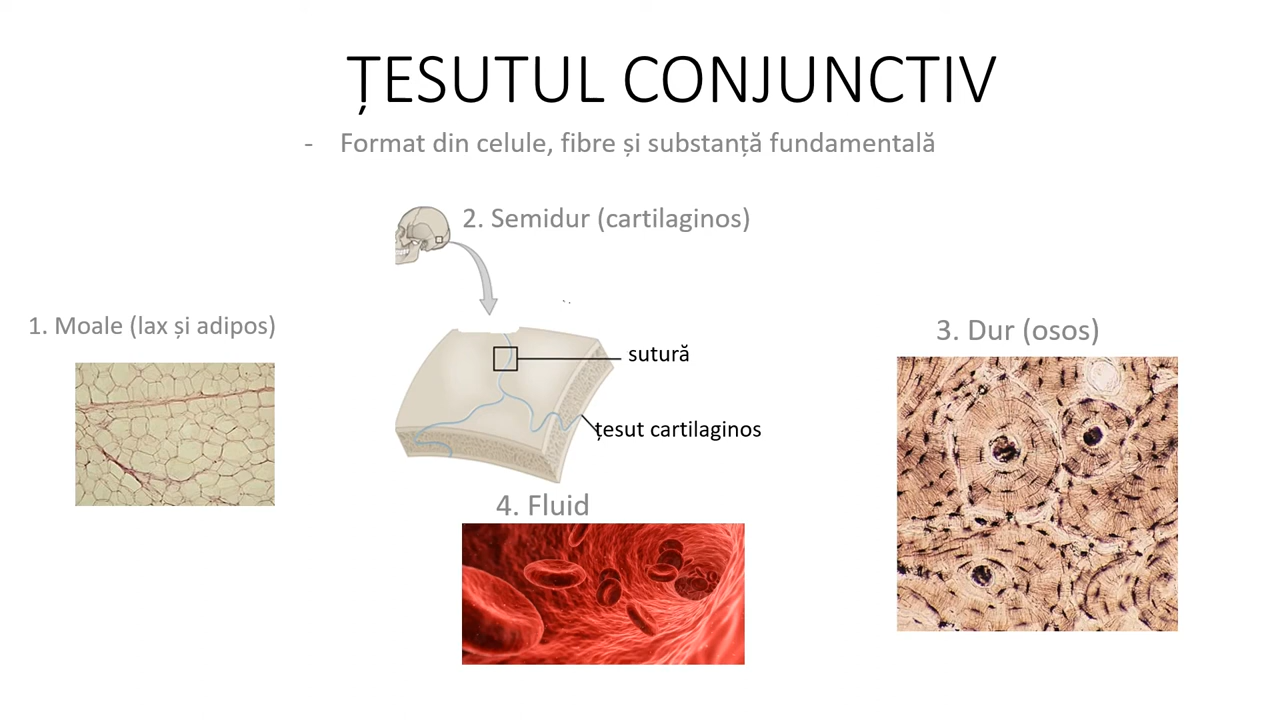 ȚESUTUL CONJUNCTIV
- Format din celule, fibre și substanță fundamentală
2. Semidur (cartilaginos)
1. Moale (lax și adipos)
3. Dur (osos)
sutură
țesut cartilaginos
4. Fluid